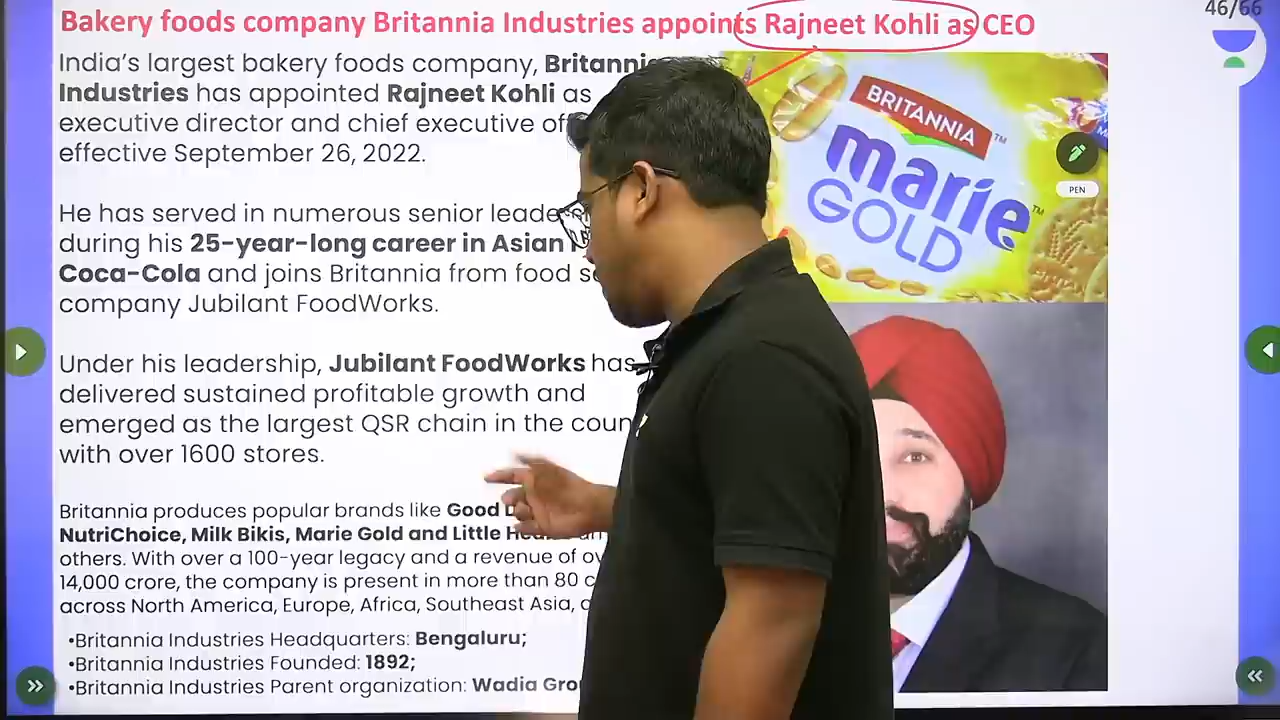 46/66
Bakery foods company Britannia Industries appoints Rajneet Kohli as CEO
India's largest bakery foods company,
Industries has appointed Rajneet Kohli as
executive director and chief executive
effective September 26, 2022.
He has served in numerous senior
during his 25-year-long career in Asian
Coca-Cola and joins Britannia from food
company Jubilant FoodWorks.
Under his leadership, Jubilant FoodWorks has
delivered sustained profitable growth and
emerged as the largest QSR chain in the
with over 1600 stores.
Britannia produces popular brands like Good
NutriChoice, Milk Bikis, Marie Gold and Little
others. With over a 100-year legacy and a revenue of
14,000 crore, the company is present in more than 80
across North America, Europe, Africa, Southeast Asia,
•Britannia Industries Headquarters: Bengaluru;
•Britannia Industries Founded: 1892;
•Britannia Industries Parent organization: Wadia
BRITANNIA™
marie™
GOLD
PEN